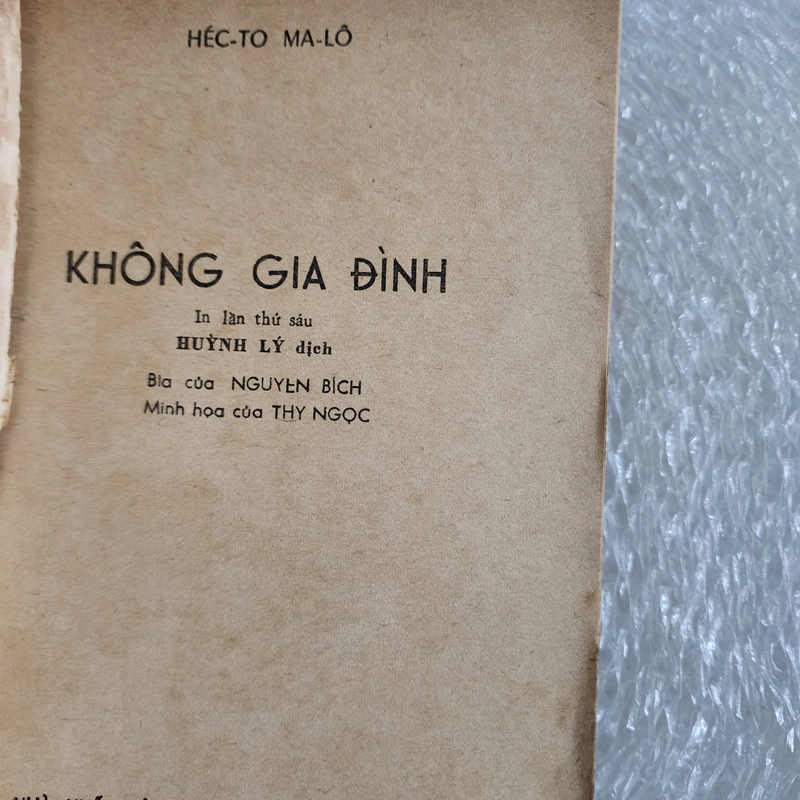 HÉC-TO MA-LÔ
KHÔNG GIA ĐÌNH
In lần thứ sáu
HUỲNH LÝ dịch
Bìa của NGUYÊN BÍCH
Minh họa của THY NGỌC